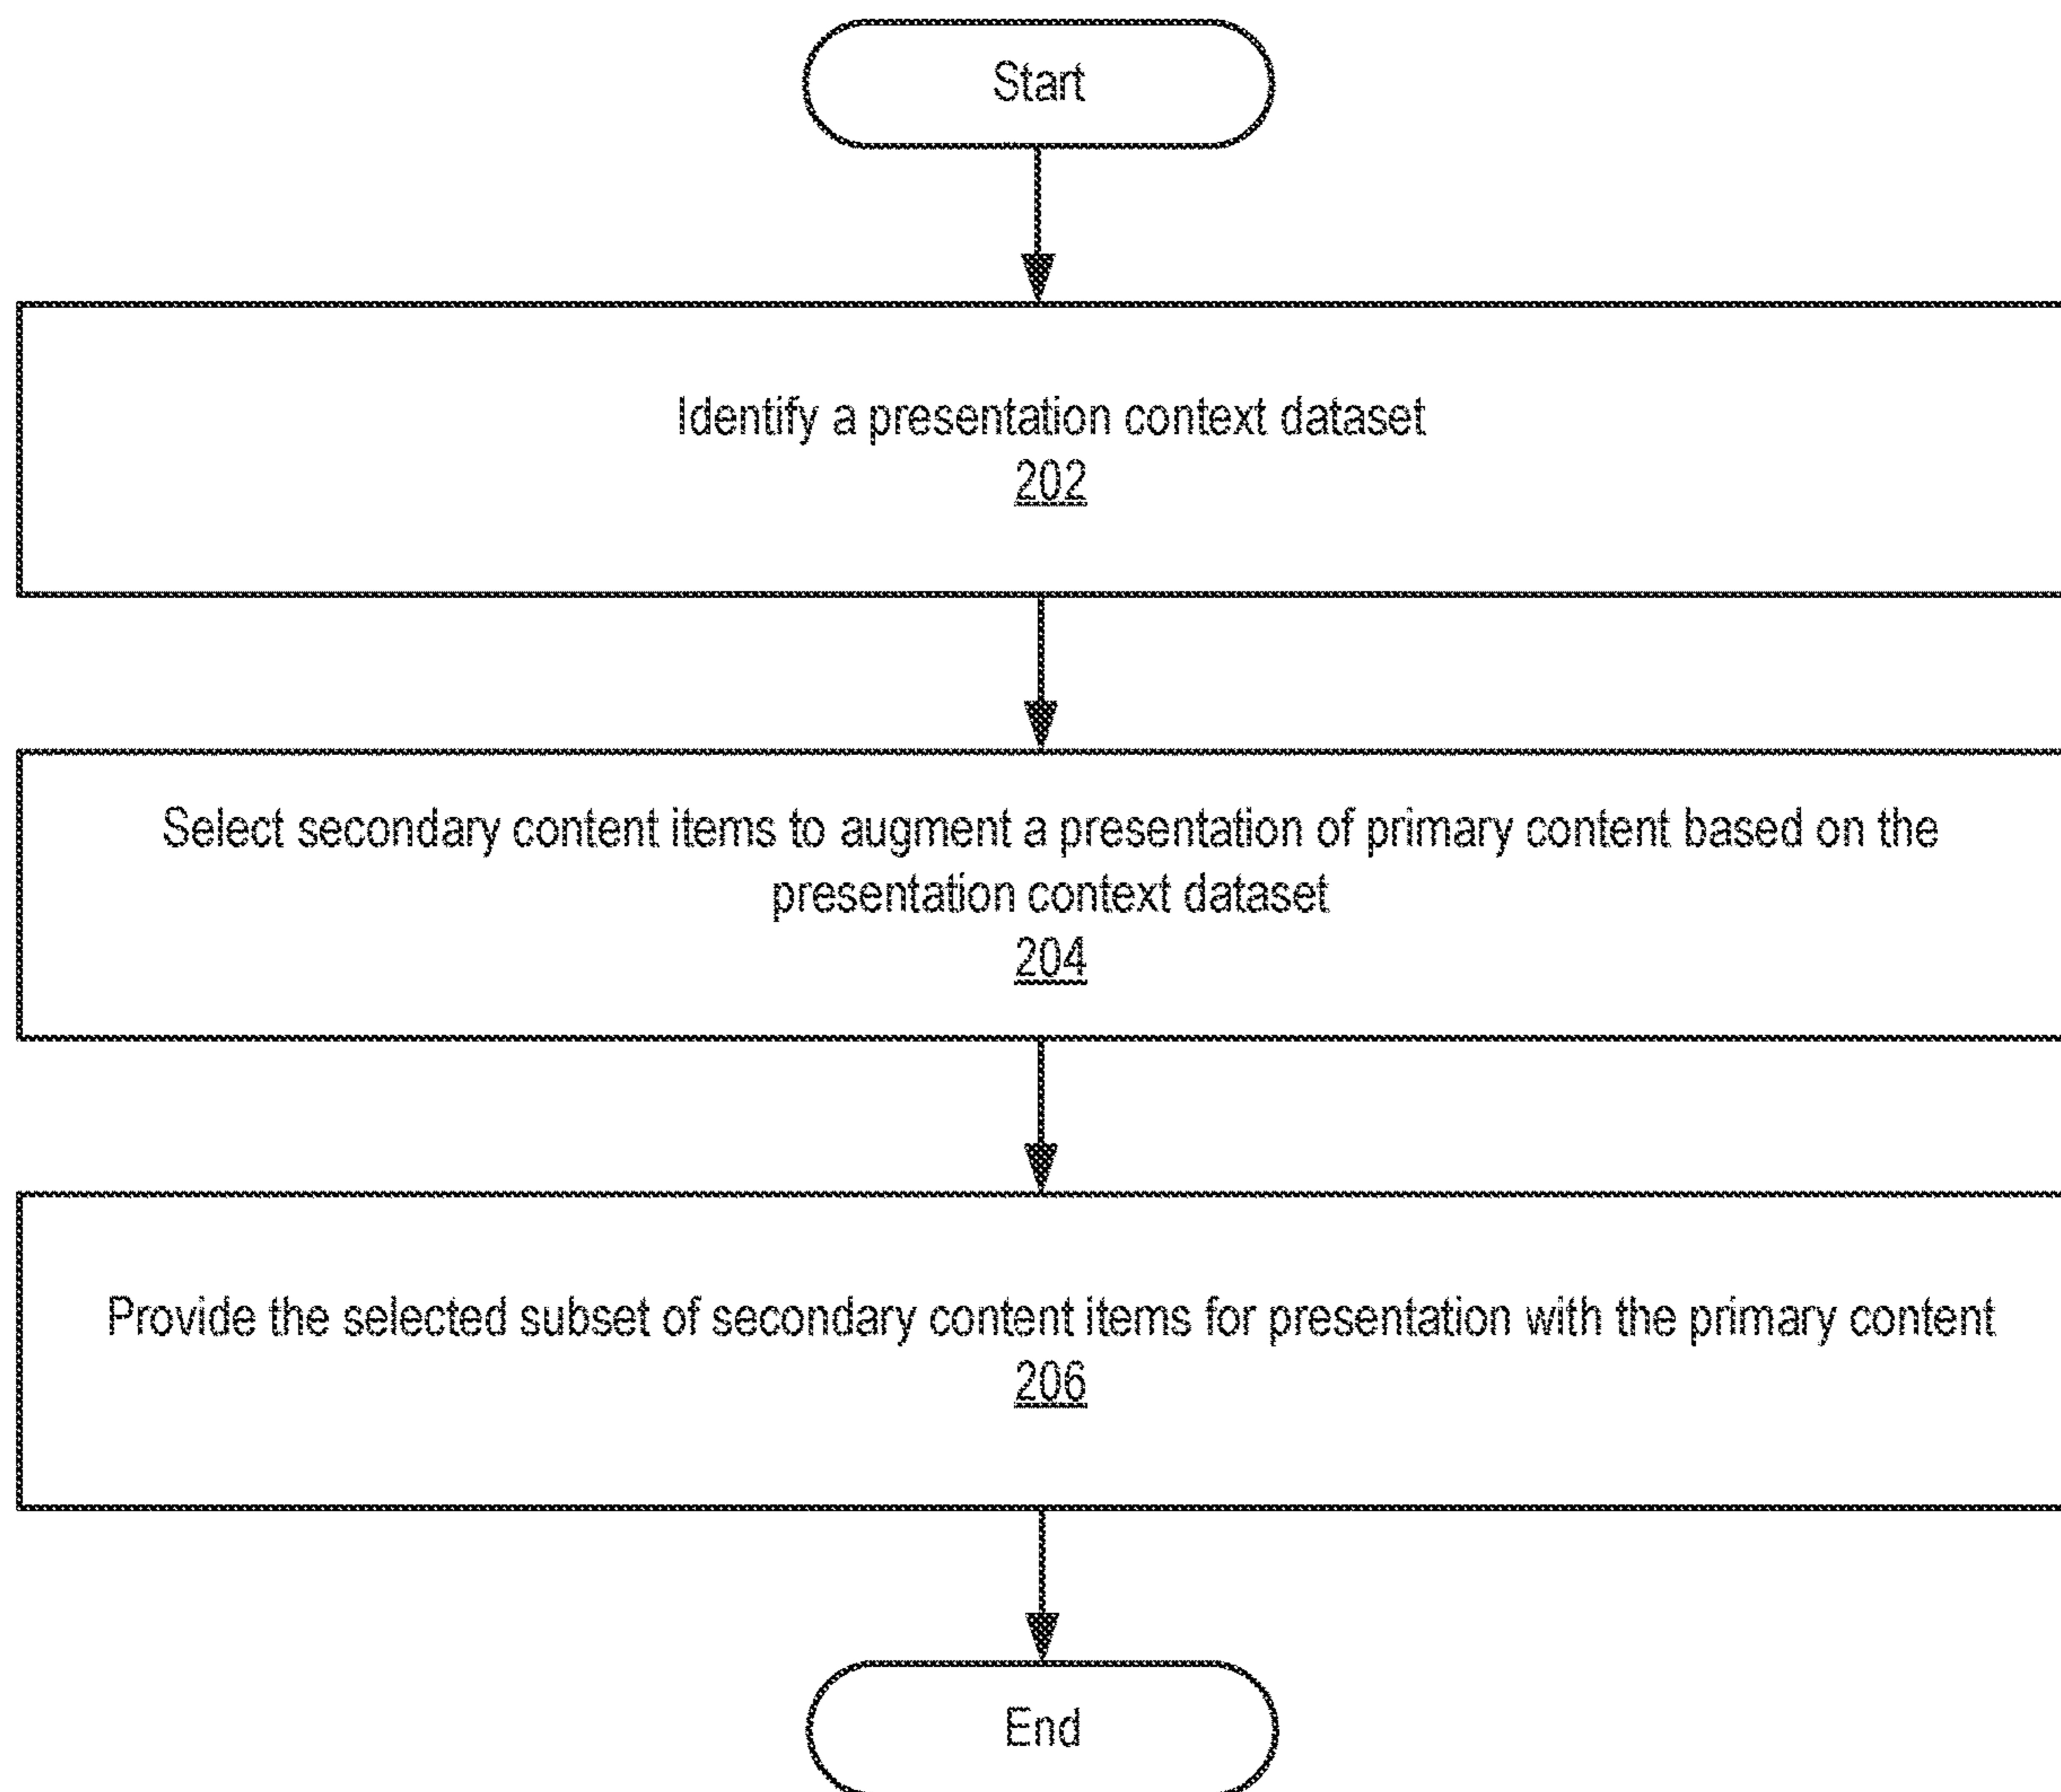 Start
Identify a presentation context dataset
202
Select secondary content items to augment a presentation of primary content based on the
presentation context dataset
204
Provide the selected subset of secondary content items for presentation with the primary content
206
End